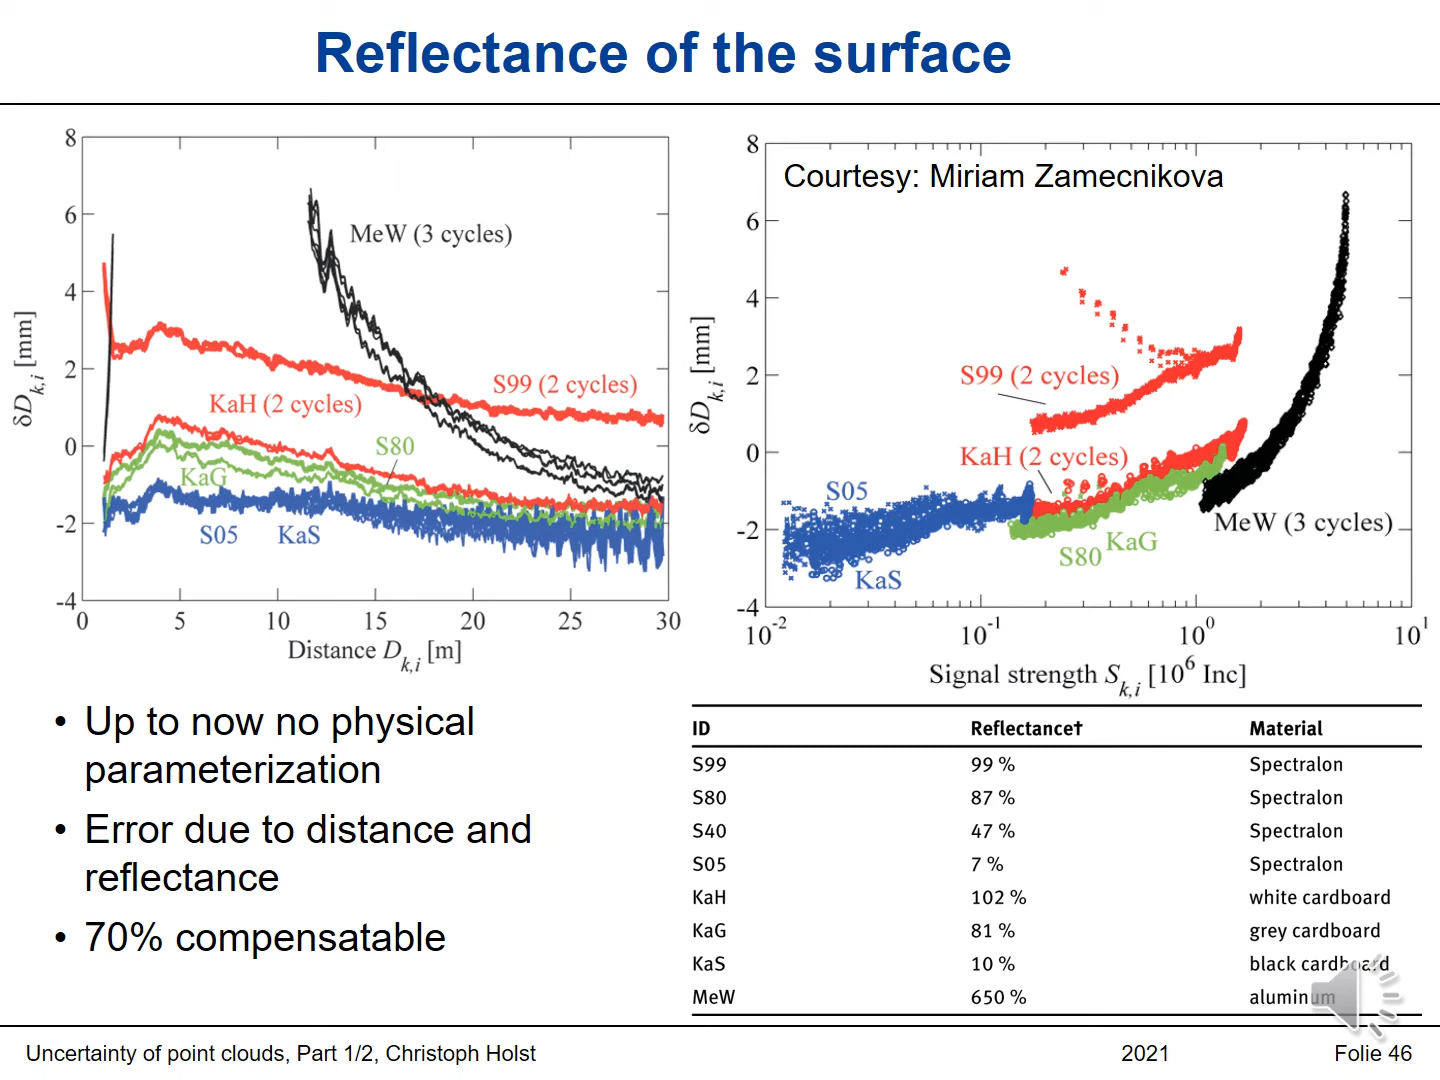 Reflectance of the surface
8
6
4
2
0
-2
-4
δD k,i [mm]
MeW (3 cycles)
S99 (2 cycles)
KaH (2 cycles)
S80
KaG
S05
KaS
0 5 10 15 20 25 30
Distance D k,i [m]
8
6
4
2
0
-2
-4
δD k,i [mm]
Courtesy: Miriam Zamecnikova
S99 (2 cycles)
KaH (2 cycles)
S05
MeW (3 cycles)
KaG
S80
KaS
10^-2 10^-1 10^0 10^1
Signal strength S k,i [10^6 Inc]
• Up to now no physical
parameterization
• Error due to distance and
reflectance
• 70% compensatable
ID Reflectance† Material
S99 99 % Spectralon
S80 87 % Spectralon
S40 47 % Spectralon
S05 7 % Spectralon
KaH 102 % white cardboard
KaG 81 % grey cardboard
KaS 10 % black cardboard
MeW 650 % aluminum
Uncertainty of point clouds, Part 1/2, Christoph Holst 2021 Folie 46